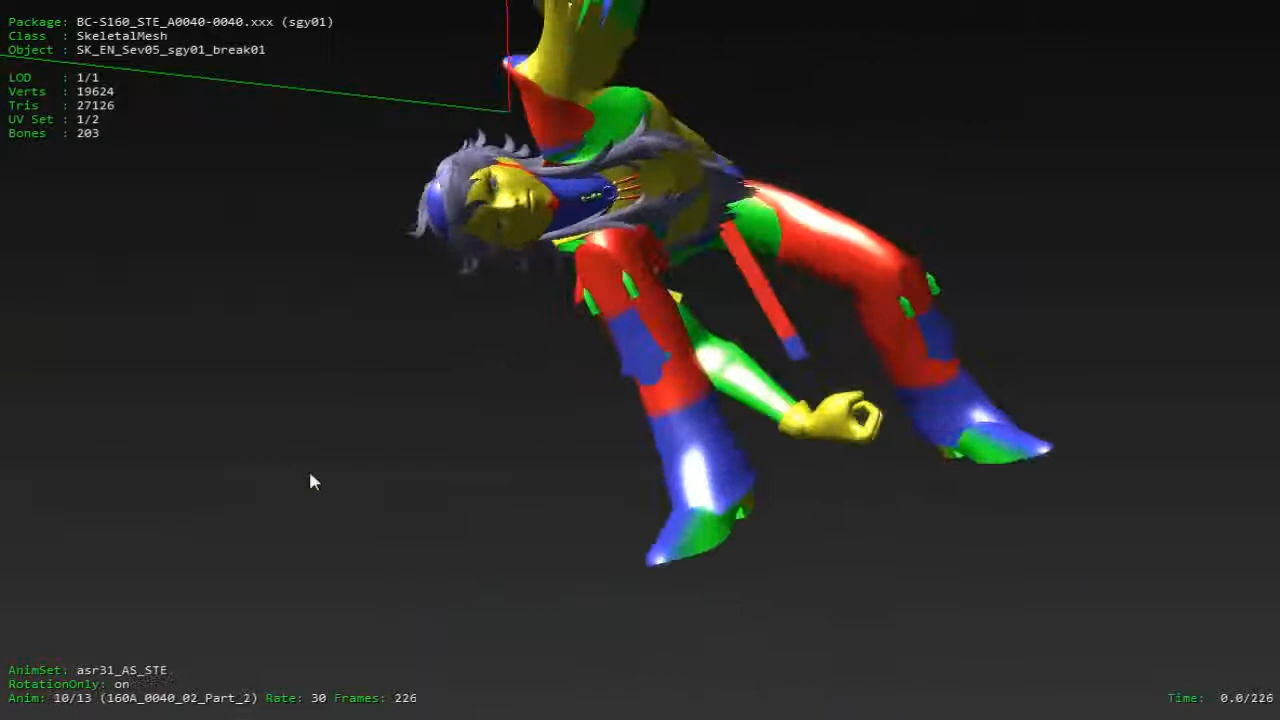 Package: BC-S160_STE_A0040-0040.xxx (sgy01)
Class : SkeletalMesh
Object : SK_EN_Sev05_sgy01_break01
LOD : 1/1
Verts : 19624
Tris : 27126
UV Set : 1/2
Bones : 203
AnimSet: asr31_AS_STE
RotationOnly: on
Anim: 10/13 (160A_0040_02_Part_2) Rate: 30 Frames: 226
Time: 0.0/226